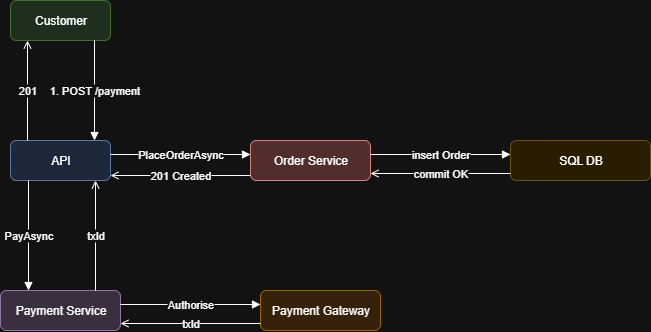 Customer
201
1. POST /payment
API
PlaceOrderAsync
Order Service
insert Order
SQL DB
201 Created
commit OK
PayAsync
txId
Payment Service
Authorise
Payment Gateway
txId